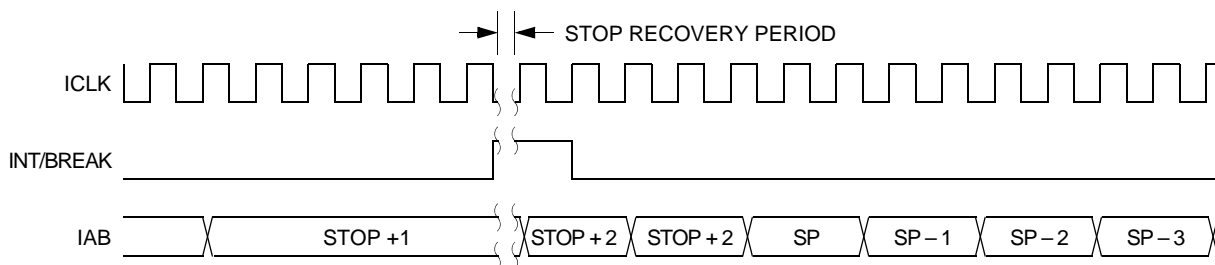 STOP RECOVERY PERIOD
ICLK
INT/BREAK
IAB STOP +1 STOP + 2 STOP + 2 SP SP – 1 SP – 2 SP – 3